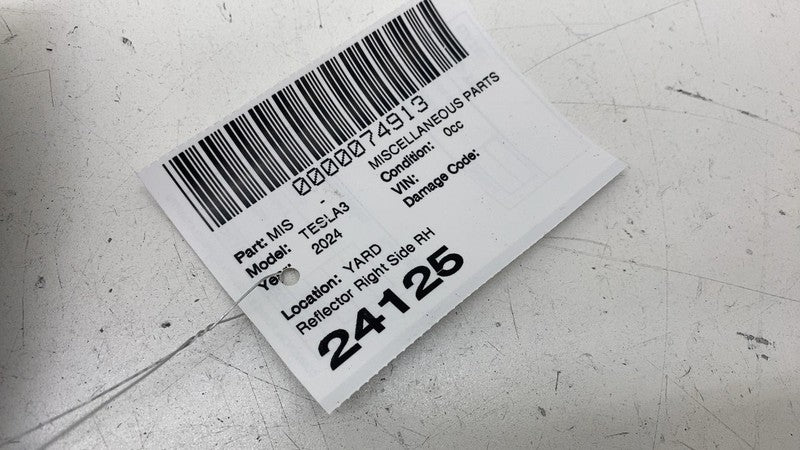 0000074913
Part: MIS - MISCELLANEOUS PARTS
Model: TESLA3 Condition: 0cc
Year: 2024 VIN:
Damage Code:
Location: YARD
Reflector Right Side RH
24125